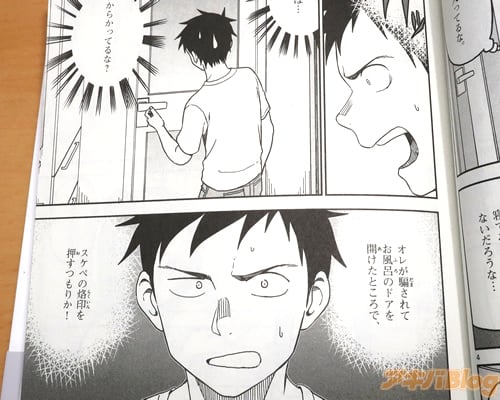 ってるな。
は…
からかってるな？
ないだろうな…
オレが騙されて
お風呂のドアを
開けたところで、
スケベの烙印を
押すつもりか！
4
アキバBlog